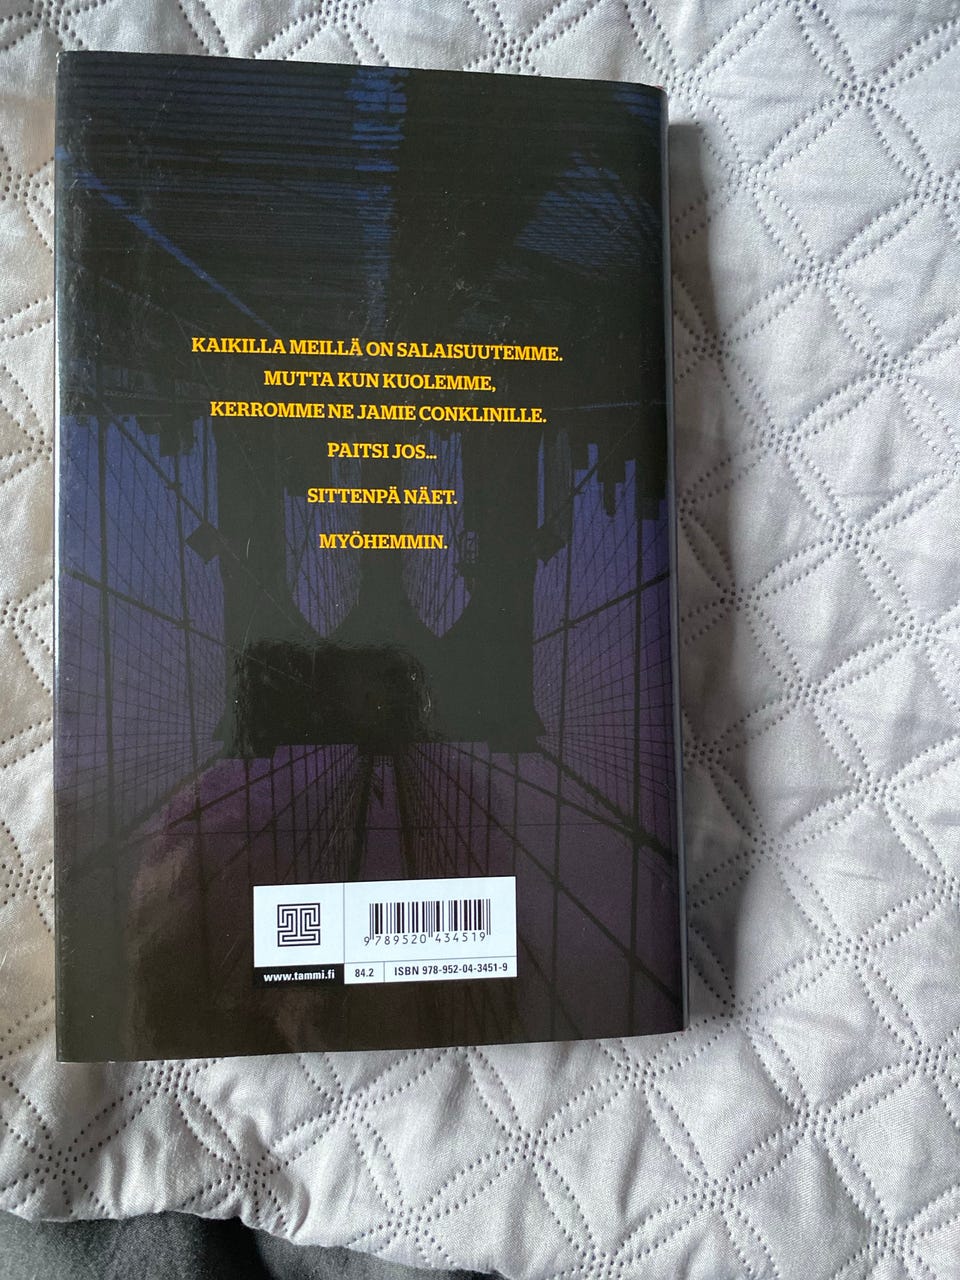 KAIKILLA MEILLÄ ON SALAISUUTEMME.
MUTTA KUN KUOLEMME,
KERROMME NE JAMIE CONKLINILLE.
PAITSI JOS...
SITTENPÄ NÄET.
MYÖHEMMIN.
9 789520 434519
www.tammi.fi
84.2
ISBN 978-952-04-3451-9